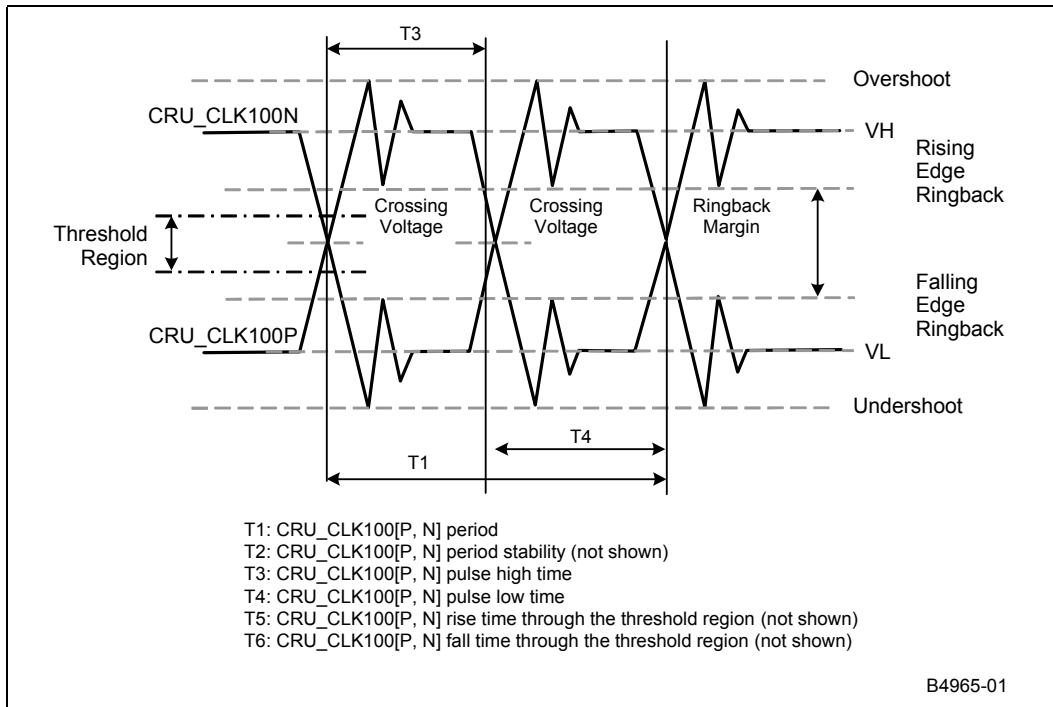 T3
Overshoot
CRU_CLK100N
VH
Rising
Edge
Ringback
Crossing
Voltage
Crossing
Voltage
Ringback
Margin
Threshold
Region
Falling
Edge
Ringback
CRU_CLK100P
VL
Undershoot
T4
T1
T1: CRU_CLK100[P, N] period
T2: CRU_CLK100[P, N] period stability (not shown)
T3: CRU_CLK100[P, N] pulse high time
T4: CRU_CLK100[P, N] pulse low time
T5: CRU_CLK100[P, N] rise time through the threshold region (not shown)
T6: CRU_CLK100[P, N] fall time through the threshold region (not shown)
B4965-01